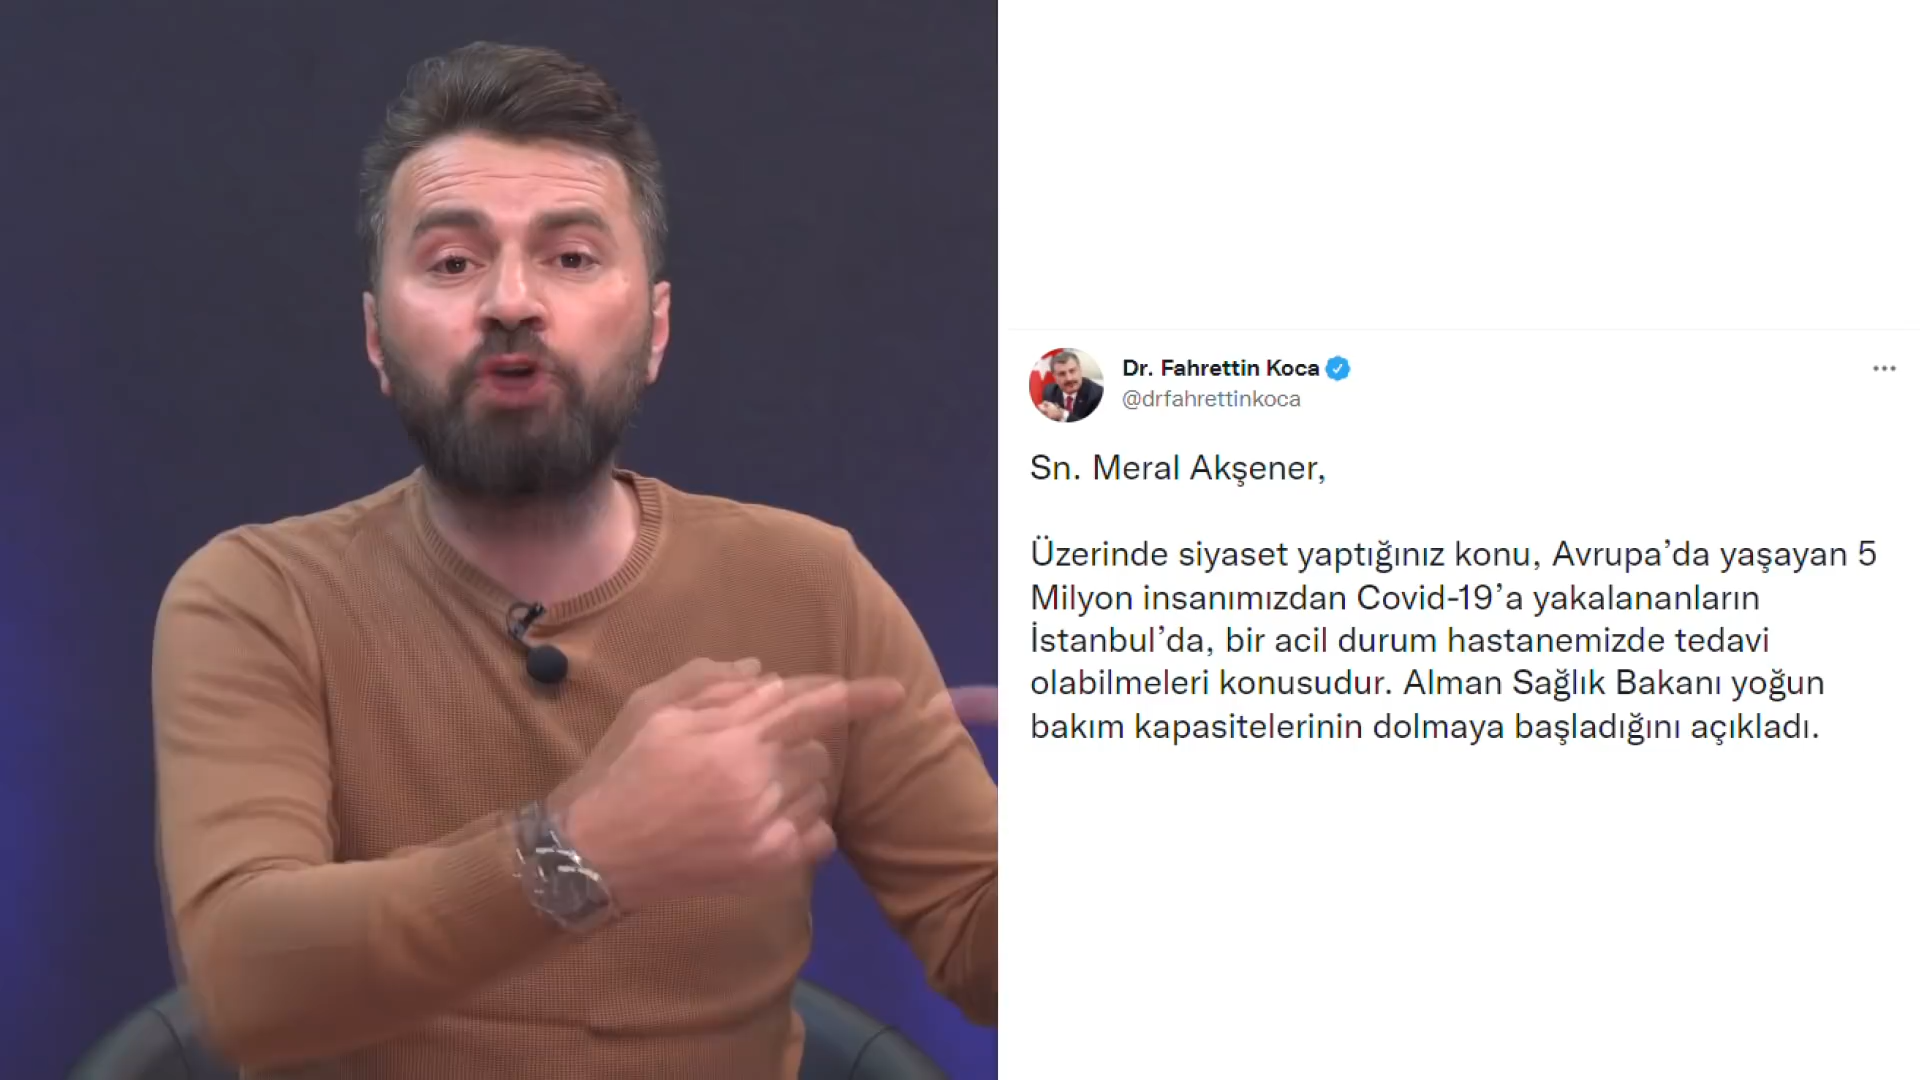 Dr. Fahrettin Koca
@drfahrettinkoca
Sn. Meral Akşener,
Üzerinde siyaset yaptığınız konu, Avrupa’da yaşayan 5
Milyon insanımızdan Covid-19’a yakalananların
İstanbul’da, bir acil durum hastanemizde tedavi
olabilmeleri konusudur. Alman Sağlık Bakanı yoğun
bakım kapasitelerinin dolmaya başladığını açıkladı.